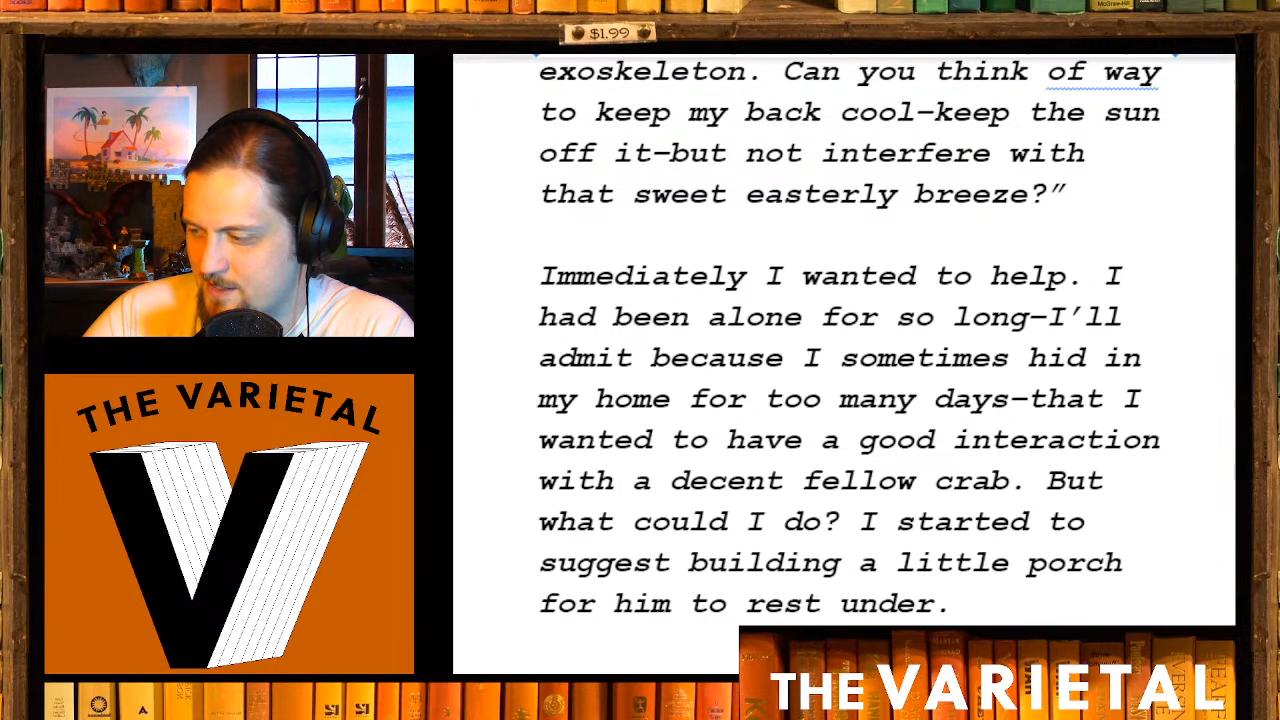 $1.99
McGraw-Hill
exoskeleton. Can you think of way
to keep my back cool–keep the sun
off it–but not interfere with
that sweet easterly breeze?”
Immediately I wanted to help. I
had been alone for so long–I’ll
admit because I sometimes hid in
my home for too many days–that I
wanted to have a good interaction
with a decent fellow crab. But
what could I do? I started to
suggest building a little porch
for him to rest under.
THE VARIETAL
THE VARIETAL